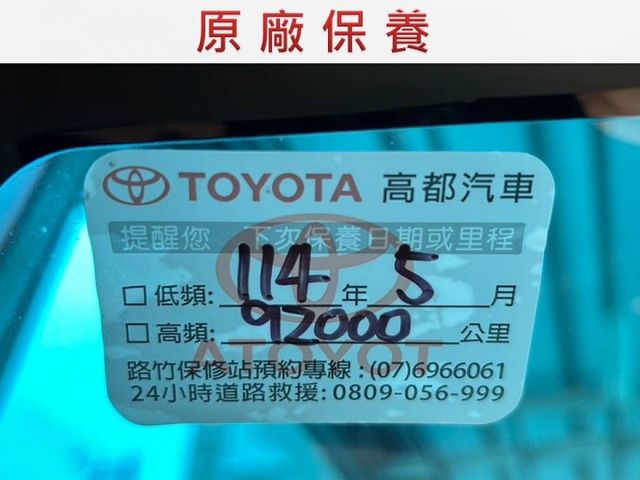 原廠保養
TOYOTA 高都汽車
提醒您 下次保養日期或里程
□低頻: 114 年 5 月
□高頻: 92000 公里
路竹保修站預約專線:(07)6966061
24小時道路救援:0809-056-999